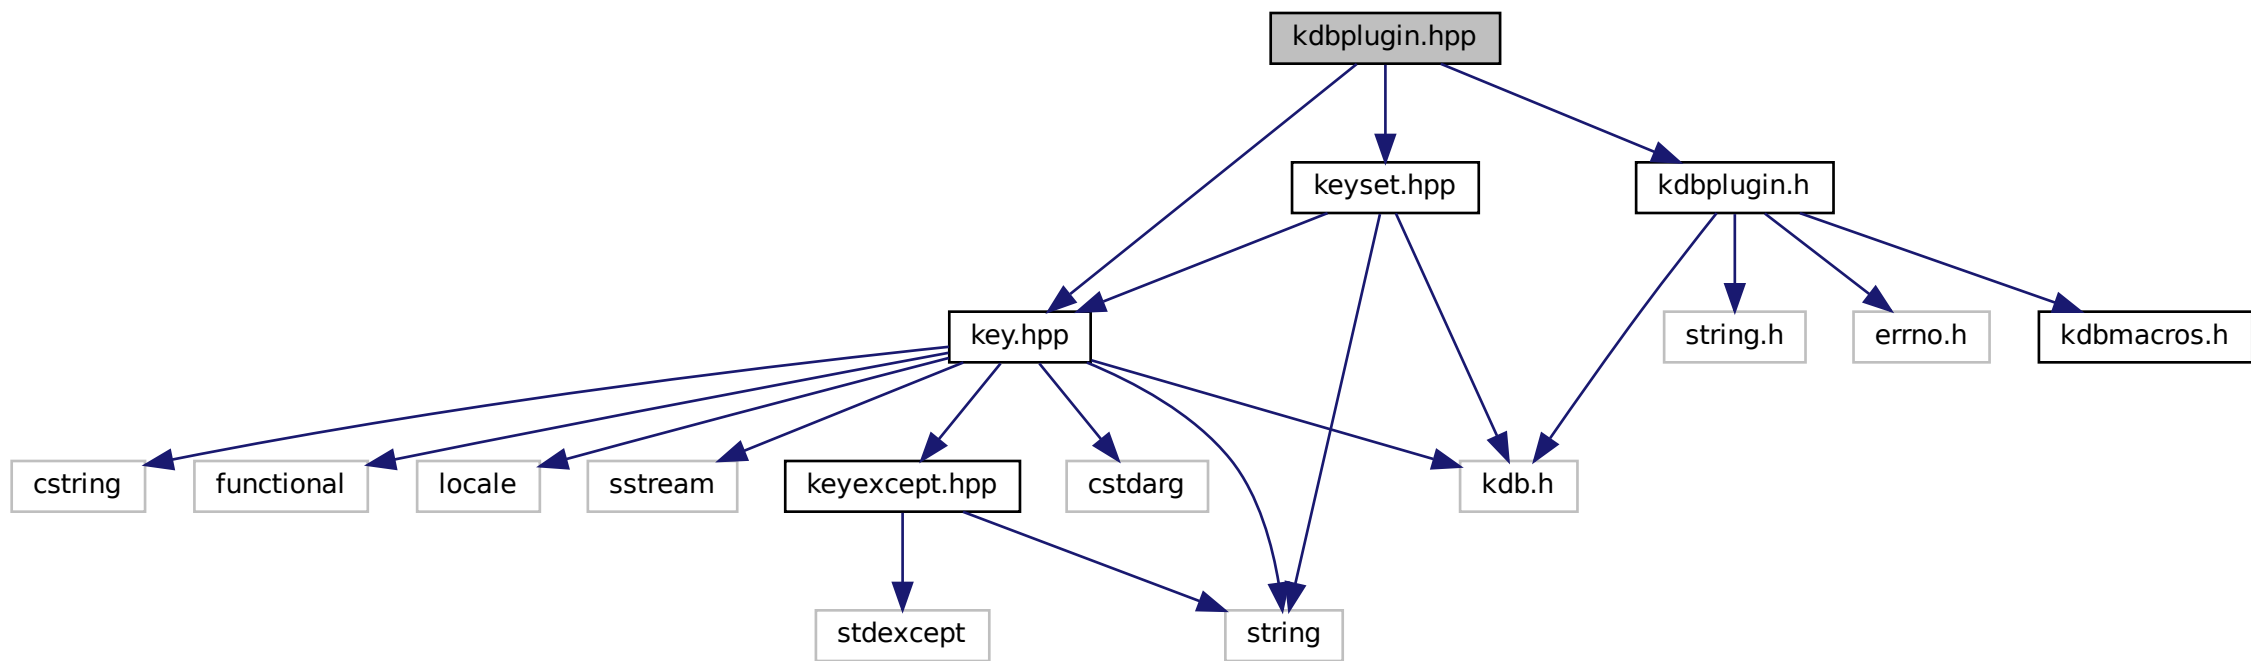 kdbplugin.hpp
keyset.hpp
kdbplugin.h
key.hpp
string.h
errno.h
kdbmacros.h
cstring
functional
locale
sstream
keyexcept.hpp
cstdarg
kdb.h
stdexcept
string